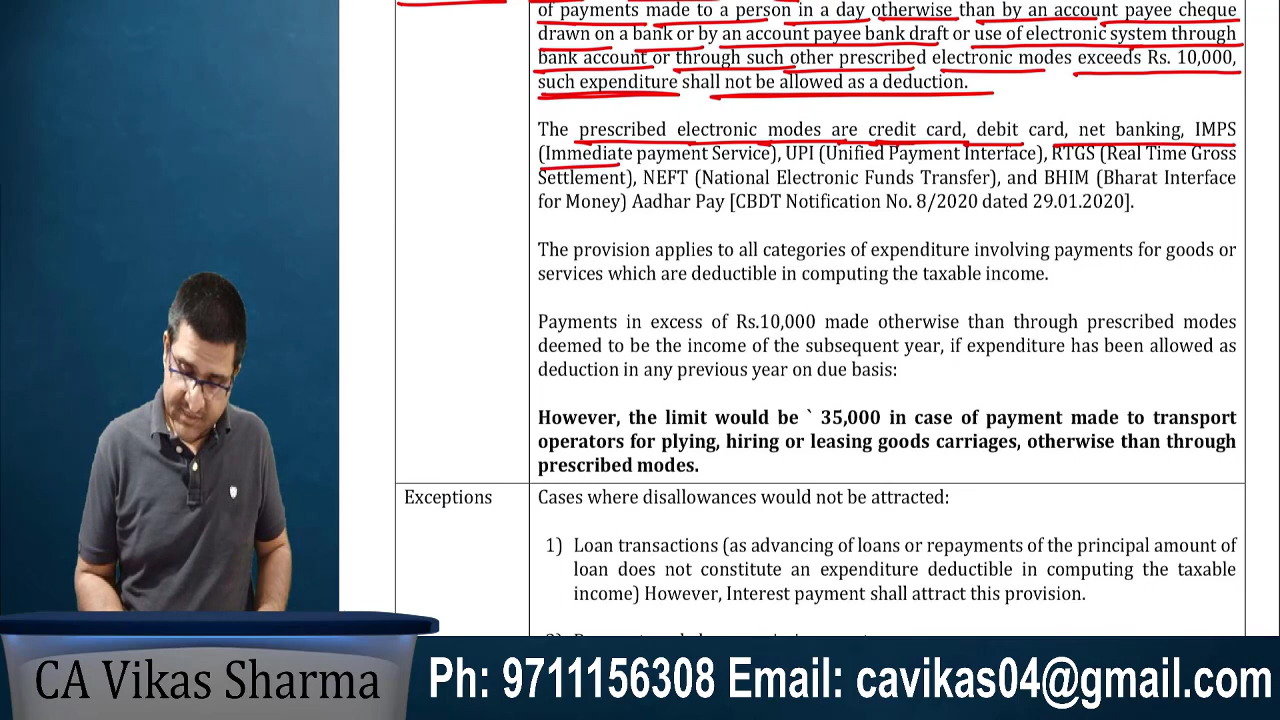 of payments made to a person in a day otherwise than by an account payee cheque
drawn on a bank or by an account payee bank draft or use of electronic system through
bank account or through such other prescribed electronic modes exceeds Rs. 10,000,
such expenditure shall not be allowed as a deduction.
The prescribed electronic modes are credit card, debit card, net banking, IMPS
(Immediate payment Service), UPI (Unified Payment Interface), RTGS (Real Time Gross
Settlement), NEFT (National Electronic Funds Transfer), and BHIM (Bharat Interface
for Money) Aadhar Pay [CBDT Notification No. 8/2020 dated 29.01.2020].
The provision applies to all categories of expenditure involving payments for goods or
services which are deductible in computing the taxable income.
Payments in excess of Rs.10,000 made otherwise than through prescribed modes
deemed to be the income of the subsequent year, if expenditure has been allowed as
deduction in any previous year on due basis:
However, the limit would be ` 35,000 in case of payment made to transport
operators for plying, hiring or leasing goods carriages, otherwise than through
prescribed modes.
Exceptions
Cases where disallowances would not be attracted:
1) Loan transactions (as advancing of loans or repayments of the principal amount of
loan does not constitute an expenditure deductible in computing the taxable
income) However, Interest payment shall attract this provision.
CA Vikas Sharma
Ph: 9711156308 Email: cavikas04@gmail.com